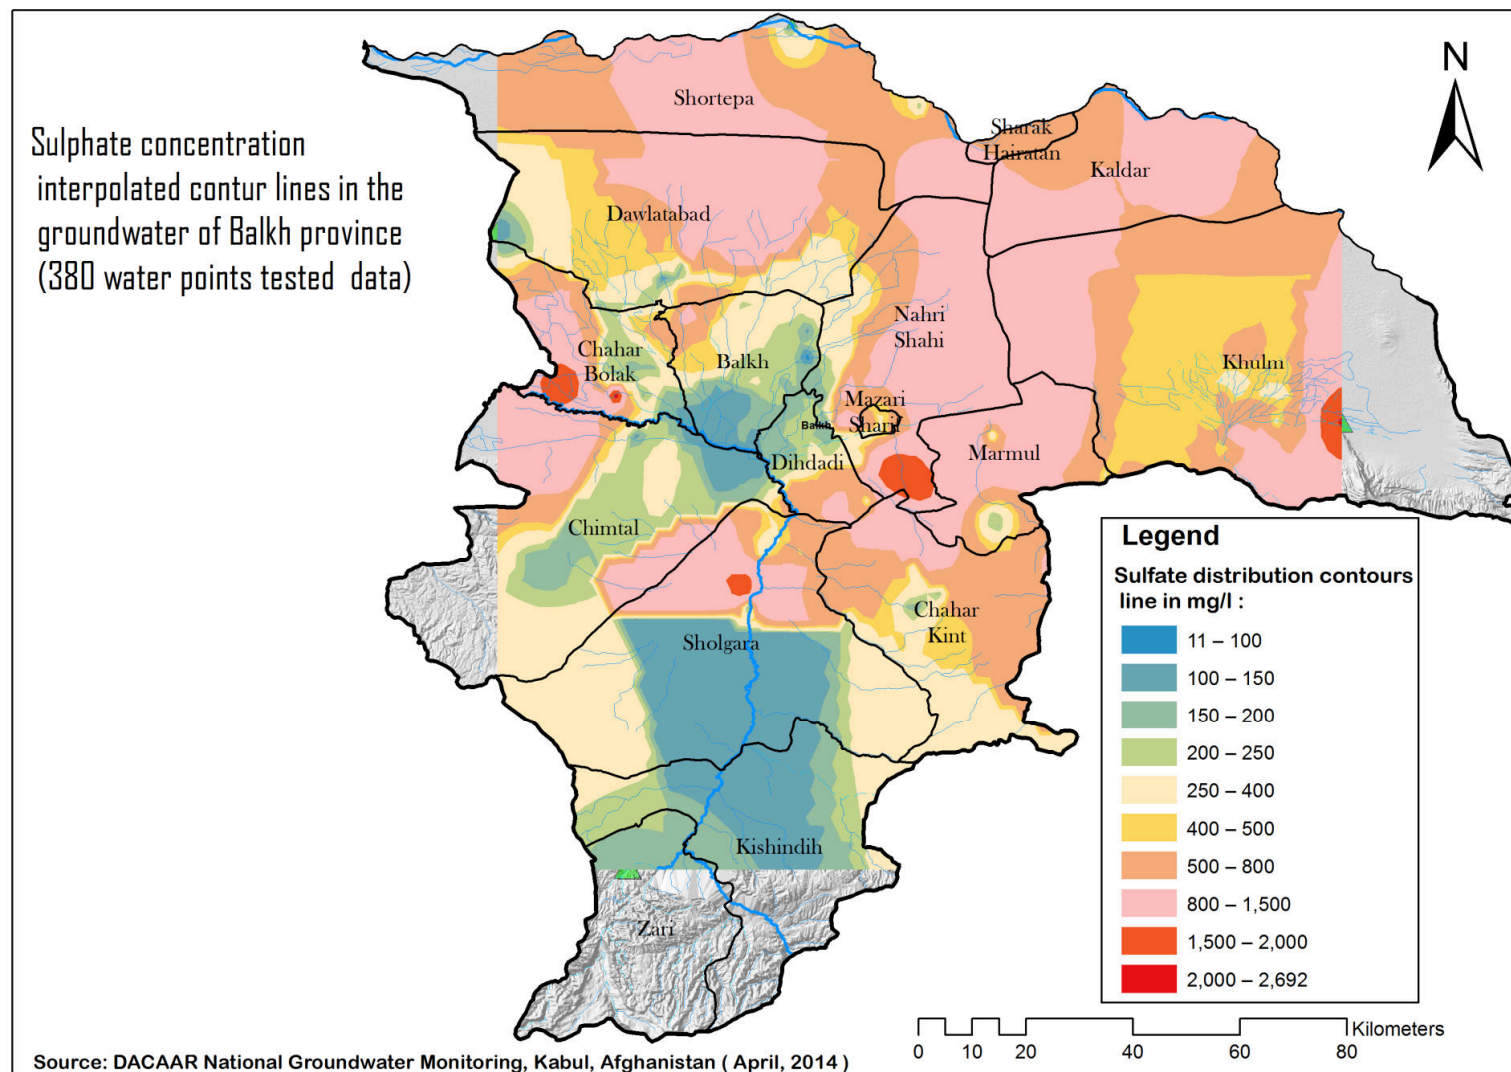 Sulphate concentration
interpolated contur lines in the
groundwater of Balkh province
(380 water points tested data)
N
Shortepa
Sharak
Hairatan
Kaldar
Dawlatabad
Nahri
Shahi
Chahar
Bolak
Balkh
Khulm
Mazari
Sharif
Balkh
Dihdadi
Marmul
Chimtal
Chahar
Kint
Sholgara
Kishindih
Zari
Legend
Sulfate distribution contours
line in mg/l :
11 – 100
100 – 150
150 – 200
200 – 250
250 – 400
400 – 500
500 – 800
800 – 1,500
1,500 – 2,000
2,000 – 2,692
Kilometers
0 10 20 40 60 80
Source: DACAAR National Groundwater Monitoring, Kabul, Afghanistan ( April, 2014 )